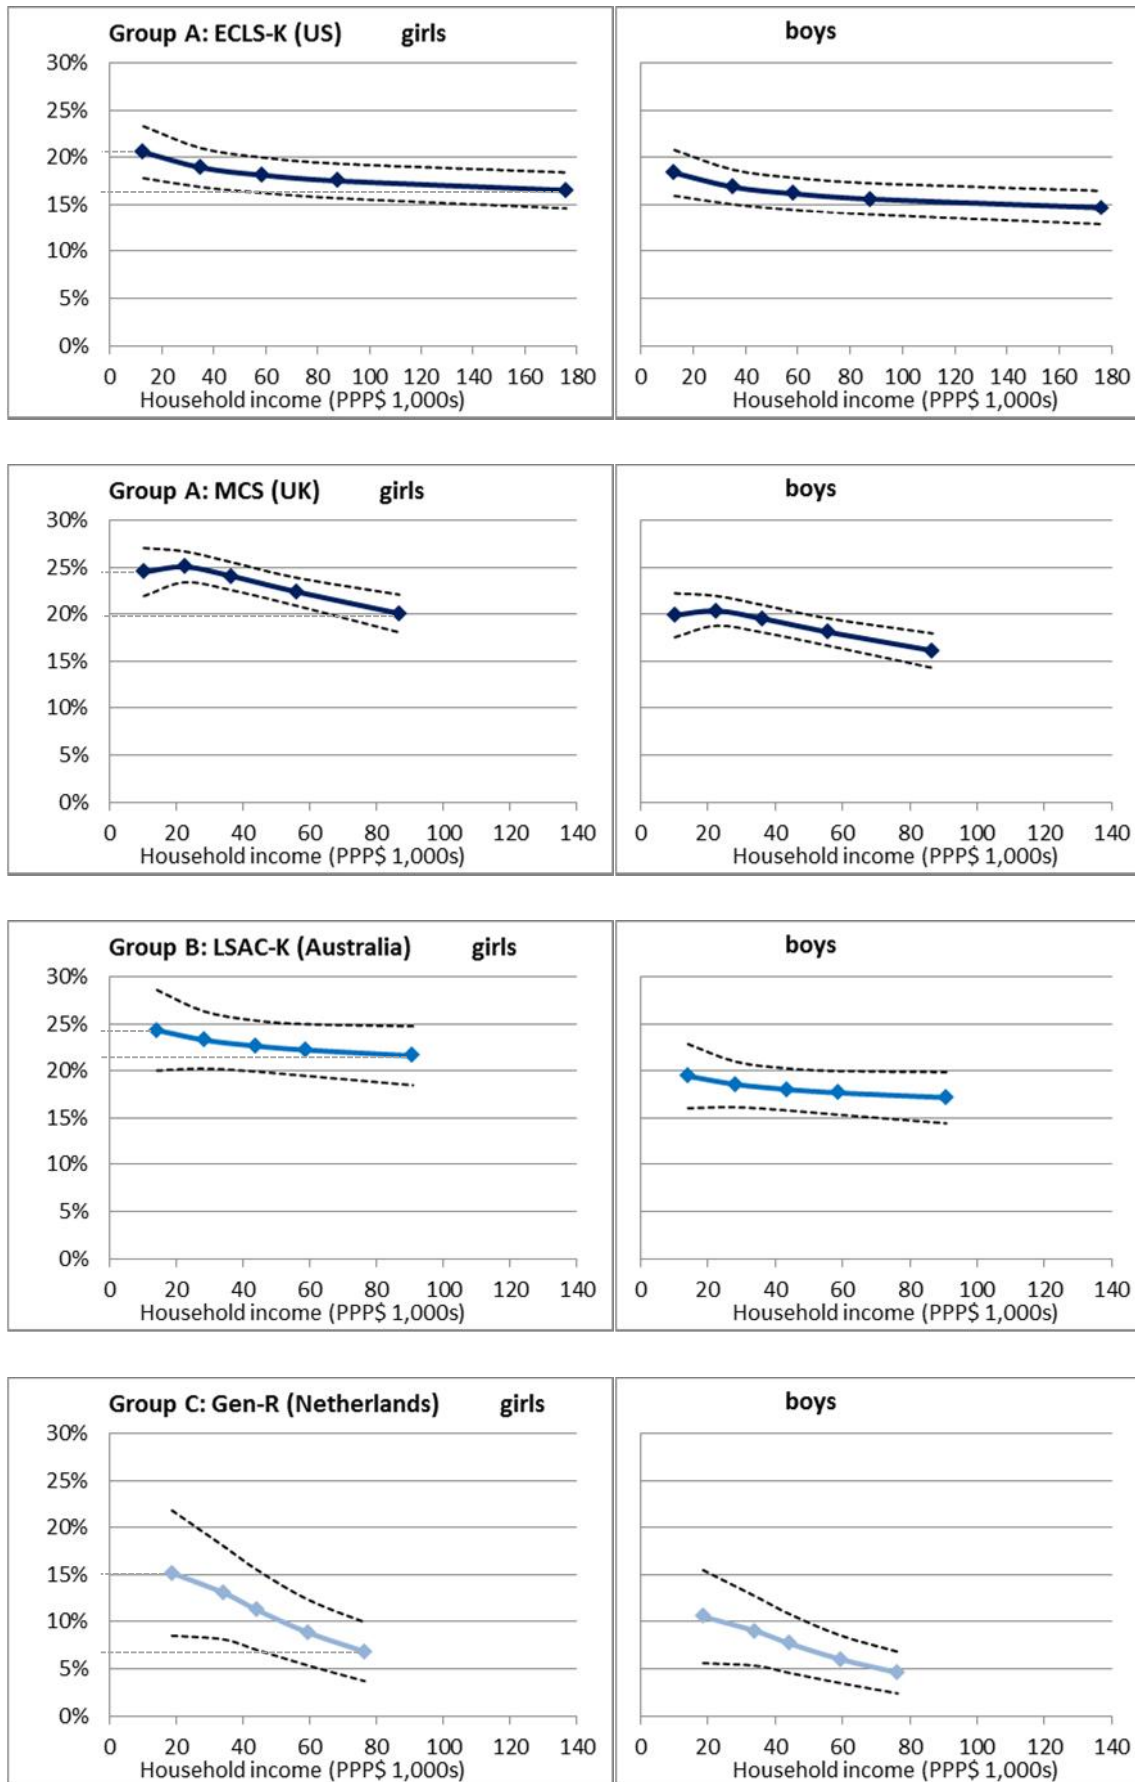 Group A: ECLS-K (US) girls
30%
25%
20%
15%
10%
5%
0%
0 20 40 60 80 100 120 140 160 180
Household income (PPP$ 1,000s)
boys
0 20 40 60 80 100 120 140 160 180
Household income (PPP$ 1,000s)
Group A: MCS (UK) girls
30%
25%
20%
15%
10%
5%
0%
0 20 40 60 80 100 120 140
Household income (PPP$ 1,000s)
boys
0 20 40 60 80 100 120 140
Household income (PPP$ 1,000s)
Group B: LSAC-K (Australia) girls
30%
25%
20%
15%
10%
5%
0%
0 20 40 60 80 100 120 140
Household income (PPP$ 1,000s)
boys
0 20 40 60 80 100 120 140
Household income (PPP$ 1,000s)
Group C: Gen-R (Netherlands) girls
30%
25%
20%
15%
10%
5%
0%
0 20 40 60 80 100 120 140
Household income (PPP$ 1,000s)
boys
0 20 40 60 80 100 120 140
Household income (PPP$ 1,000s)